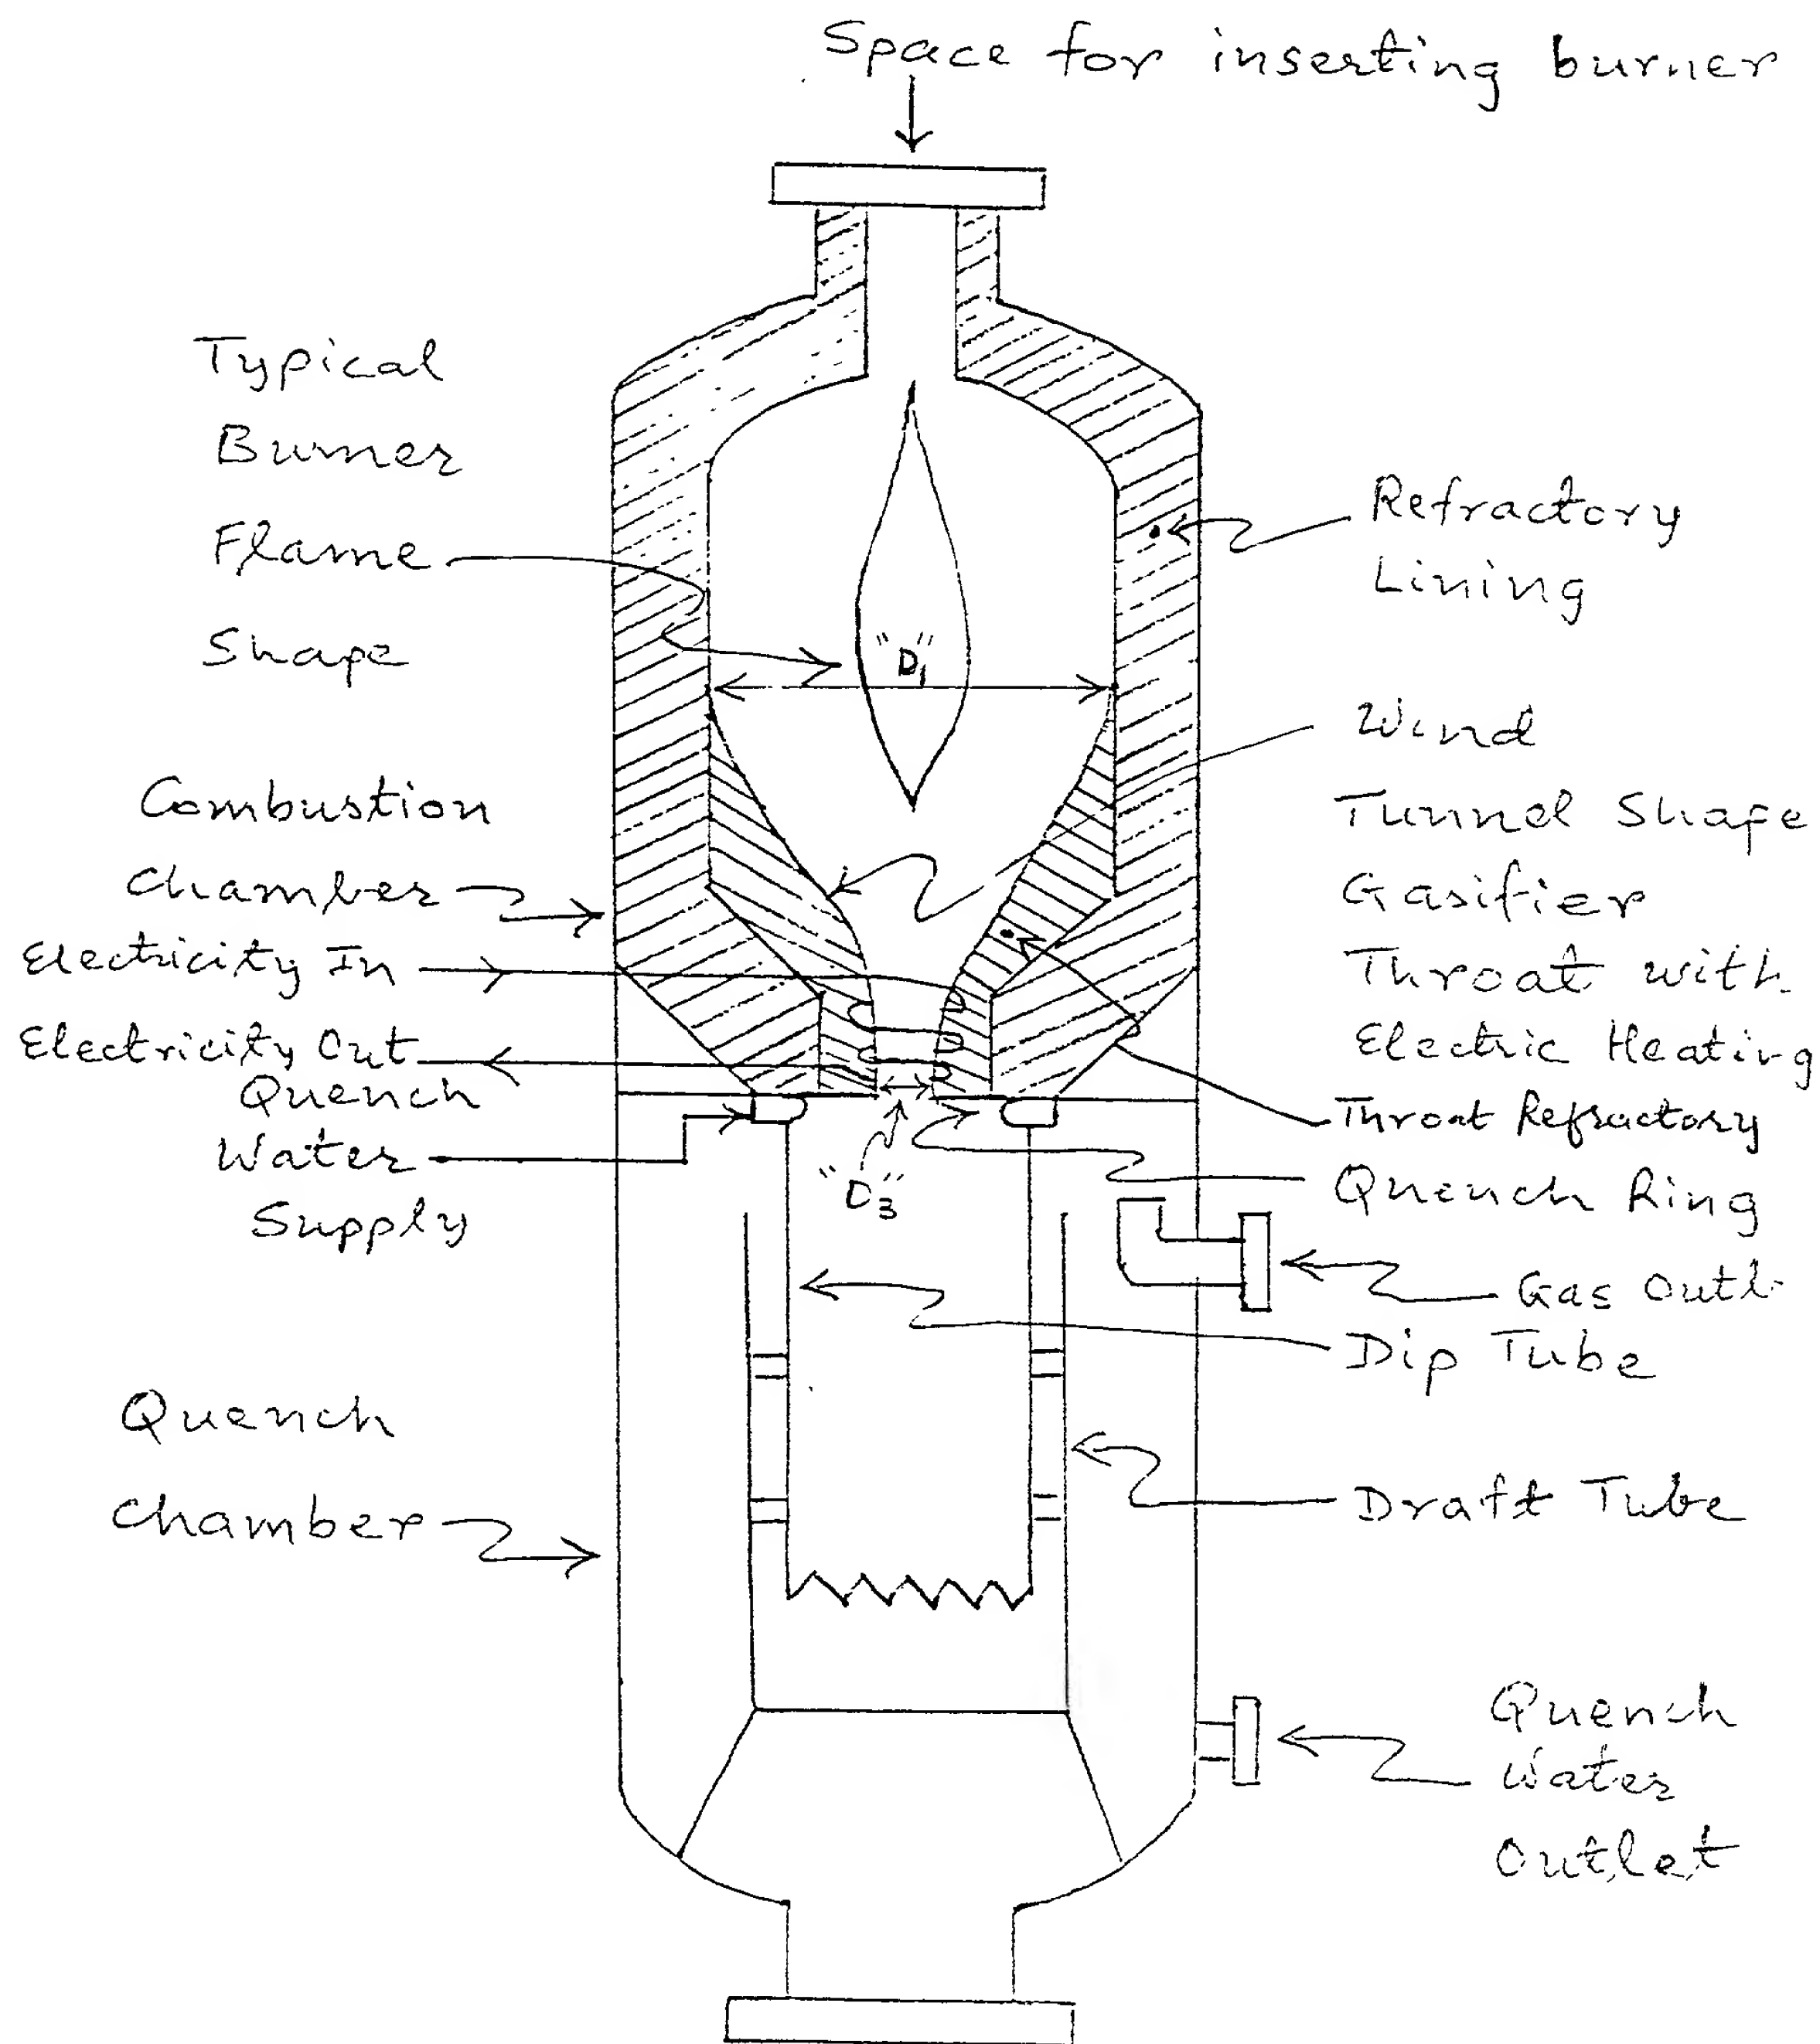 Space for inserting burner
Typical
Burner
Flame
Shape
Refractory
Lining
"D1"
Wind
Tunnel Shape
Gasifier
Throat with
Electric Heating
Combustion
Chamber
Electricity In
Electricity Out
Quench
Water
Supply
Throat Refractory
"D3"
Quench Ring
Gas Outl
Dip Tube
Quench
Chamber
Draft Tube
Quench
Water
Outlet